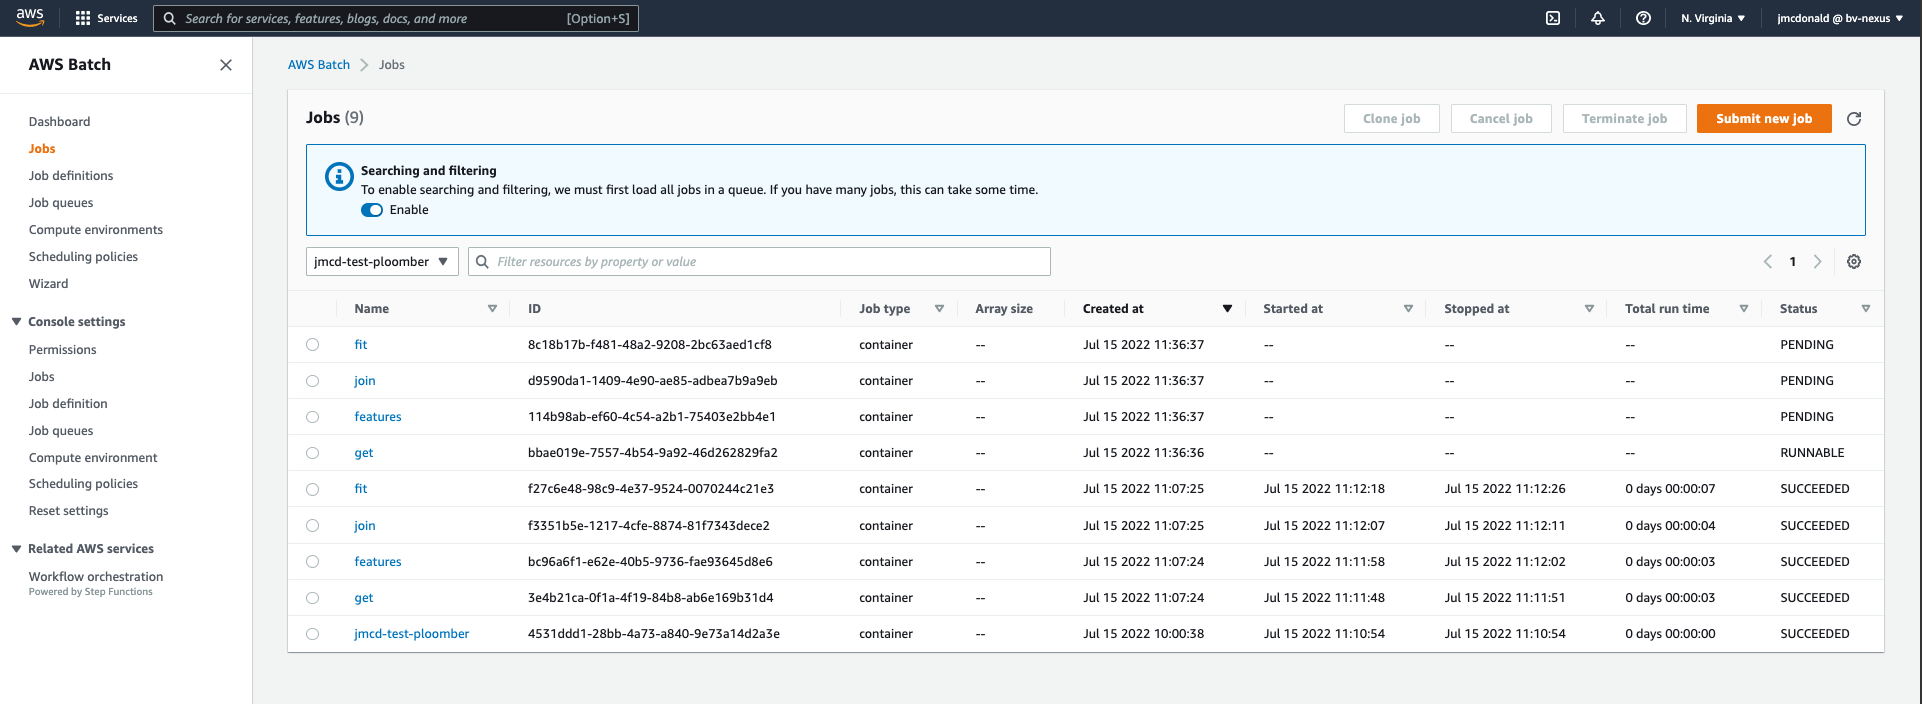 aws Services Search for services, features, blogs, docs, and more [Option+S] N. Virginia ▼ jmcdonald @ bv-nexus ▼
AWS Batch
Dashboard
Jobs
Job definitions
Job queues
Compute environments
Scheduling policies
Wizard
Console settings
Permissions
Jobs
Job definition
Job queues
Compute environment
Scheduling policies
Reset settings
Related AWS services
Workflow orchestration
Powered by Step Functions
AWS Batch > Jobs
Jobs (9) Clone job Cancel job Terminate job Submit new job
Searching and filtering
To enable searching and filtering, we must first load all jobs in a queue. If you have many jobs, this can take some time.
Enable
jmcd-test-ploomber Filter resources by property or value 1
Name ID Job type Array size Created at Started at Stopped at Total run time Status
fit 8c18b17b-f481-48a2-9208-2bc63aed1cf8 container -- Jul 15 2022 11:36:37 -- -- -- PENDING
join d9590da1-1409-4e90-ae85-adbea7b9a9eb container -- Jul 15 2022 11:36:37 -- -- -- PENDING
features 114b98ab-ef60-4c54-a2b1-75403e2bb4e1 container -- Jul 15 2022 11:36:37 -- -- -- PENDING
get bbae019e-7557-4b54-9a92-46d262829fa2 container -- Jul 15 2022 11:36:36 -- -- -- RUNNABLE
fit f27c6e48-98c9-4e37-9524-0070244c21e3 container -- Jul 15 2022 11:07:25 Jul 15 2022 11:12:18 Jul 15 2022 11:12:26 0 days 00:00:07 SUCCEEDED
join f3351b5e-1217-4cfe-8874-81f7343dece2 container -- Jul 15 2022 11:07:25 Jul 15 2022 11:12:07 Jul 15 2022 11:12:11 0 days 00:00:04 SUCCEEDED
features bc96a6f1-e62e-40b5-9736-fae93645d8e6 container -- Jul 15 2022 11:07:24 Jul 15 2022 11:11:58 Jul 15 2022 11:12:02 0 days 00:00:03 SUCCEEDED
get 3e4b21ca-0f1a-4f19-84b8-ab6e169b31d4 container -- Jul 15 2022 11:07:24 Jul 15 2022 11:11:48 Jul 15 2022 11:11:51 0 days 00:00:03 SUCCEEDED
jmcd-test-ploomber 4531ddd1-28bb-4a73-a840-9e73a14d2a3e container -- Jul 15 2022 10:00:38 Jul 15 2022 11:10:54 Jul 15 2022 11:10:54 0 days 00:00:00 SUCCEEDED